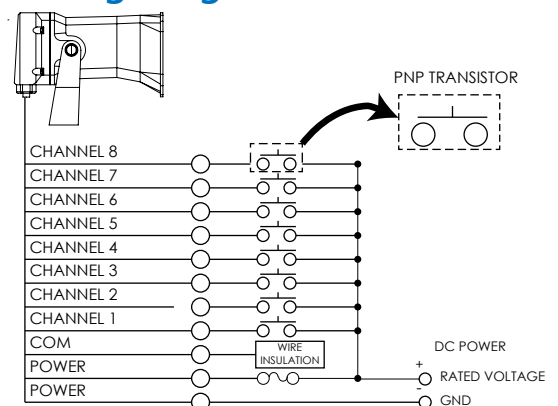 PNP TRANSISTOR
CHANNEL 8
CHANNEL 7
CHANNEL 6
CHANNEL 5
CHANNEL 4
CHANNEL 3
CHANNEL 2
CHANNEL 1
COM
WIRE
INSULATION
DC POWER
POWER
+
RATED VOLTAGE
POWER
-
GND